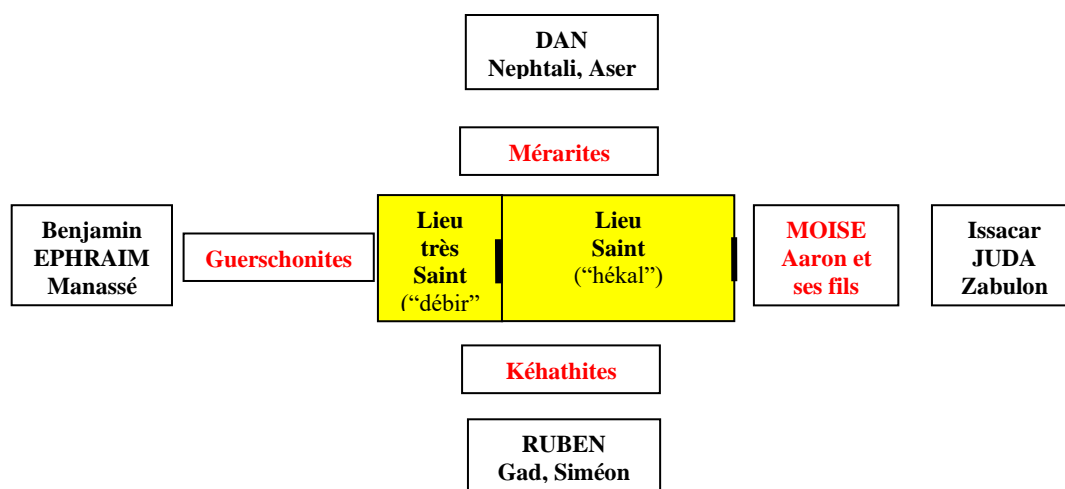 DAN
Nephtali, Aser
Mérarites
Benjamin
EPHRAIM
Manassé
Guerschonites
Lieu
très
Saint
(“débir”
Lieu
Saint
(“hékal”)
MOISE
Aaron et
ses fils
Issacar
JUDA
Zabulon
Kéhathites
RUBEN
Gad, Siméon